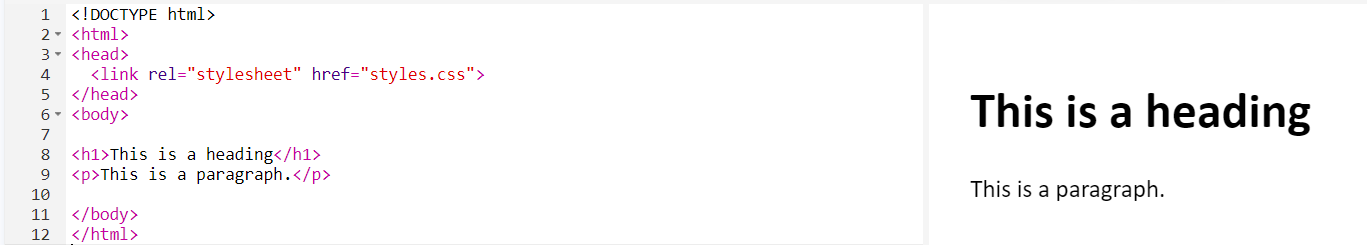 1 <!DOCTYPE html>
2 <html>
3 <head>
4   <link rel="stylesheet" href="styles.css">
5 </head>
6 <body>
7
8 <h1>This is a heading</h1>
9 <p>This is a paragraph.</p>
10
11 </body>
12 </html>
This is a heading
This is a paragraph.